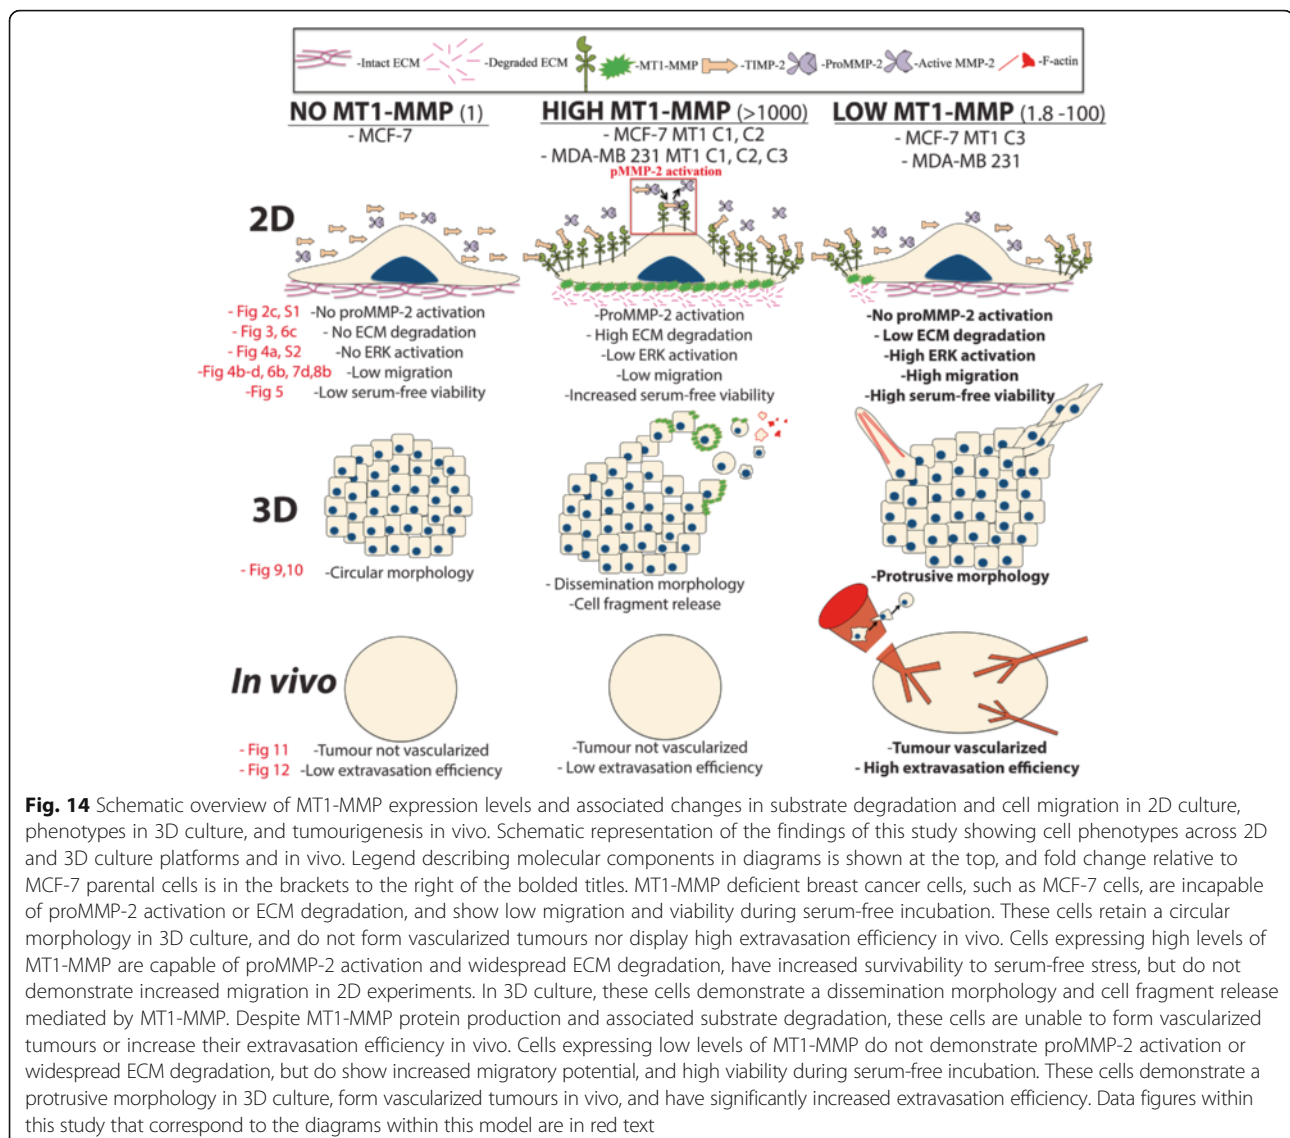 -Intact ECM -Degraded ECM -MT1-MMP -TIMP-2 -ProMMP-2 -Active MMP-2 -F-actin
NO MT1-MMP (1)
- MCF-7
HIGH MT1-MMP (>1000)
- MCF-7 MT1 C1, C2
- MDA-MB 231 MT1 C1, C2, C3
LOW MT1-MMP (1.8 -100)
- MCF-7 MT1 C3
- MDA-MB 231
pMMP-2 activation
2D
- Fig 2c, S1 -No proMMP-2 activation
- Fig 3, 6c - No ECM degradation
- Fig 4a, S2 -No ERK activation
-Fig 4b-d, 6b, 7d,8b -Low migration
-Fig 5 -Low serum-free viability
-ProMMP-2 activation
- High ECM degradation
-Low ERK activation
-Low migration
-Increased serum-free viability
-No proMMP-2 activation
- Low ECM degradation
-High ERK activation
-High migration
-High serum-free viability
3D
- Fig 9,10 -Circular morphology
- Dissemination morphology
-Cell fragment release
-Protrusive morphology
In vivo
- Fig 11 -Tumour not vascularized
- Fig 12 -Low extravasation efficiency
-Tumour not vascularized
- Low extravasation efficiency
-Tumour vascularized
- High extravasation efficiency
Fig. 14 Schematic overview of MT1-MMP expression levels and associated changes in substrate degradation and cell migration in 2D culture,
phenotypes in 3D culture, and tumourigenesis in vivo. Schematic representation of the findings of this study showing cell phenotypes across 2D
and 3D culture platforms and in vivo. Legend describing molecular components in diagrams is shown at the top, and fold change relative to
MCF-7 parental cells is in the brackets to the right of the bolded titles. MT1-MMP deficient breast cancer cells, such as MCF-7 cells, are incapable
of proMMP-2 activation or ECM degradation, and show low migration and viability during serum-free incubation. These cells retain a circular
morphology in 3D culture, and do not form vascularized tumours nor display high extravasation efficiency in vivo. Cells expressing high levels of
MT1-MMP are capable of proMMP-2 activation and widespread ECM degradation, have increased survivability to serum-free stress, but do not
demonstrate increased migration in 2D experiments. In 3D culture, these cells demonstrate a dissemination morphology and cell fragment release
mediated by MT1-MMP. Despite MT1-MMP protein production and associated substrate degradation, these cells are unable to form vascularized
tumours or increase their extravasation efficiency in vivo. Cells expressing low levels of MT1-MMP do not demonstrate proMMP-2 activation or
widespread ECM degradation, but do show increased migratory potential, and high viability during serum-free incubation. These cells demonstrate a
protrusive morphology in 3D culture, form vascularized tumours in vivo, and have significantly increased extravasation efficiency. Data figures within
this study that correspond to the diagrams within this model are in red text